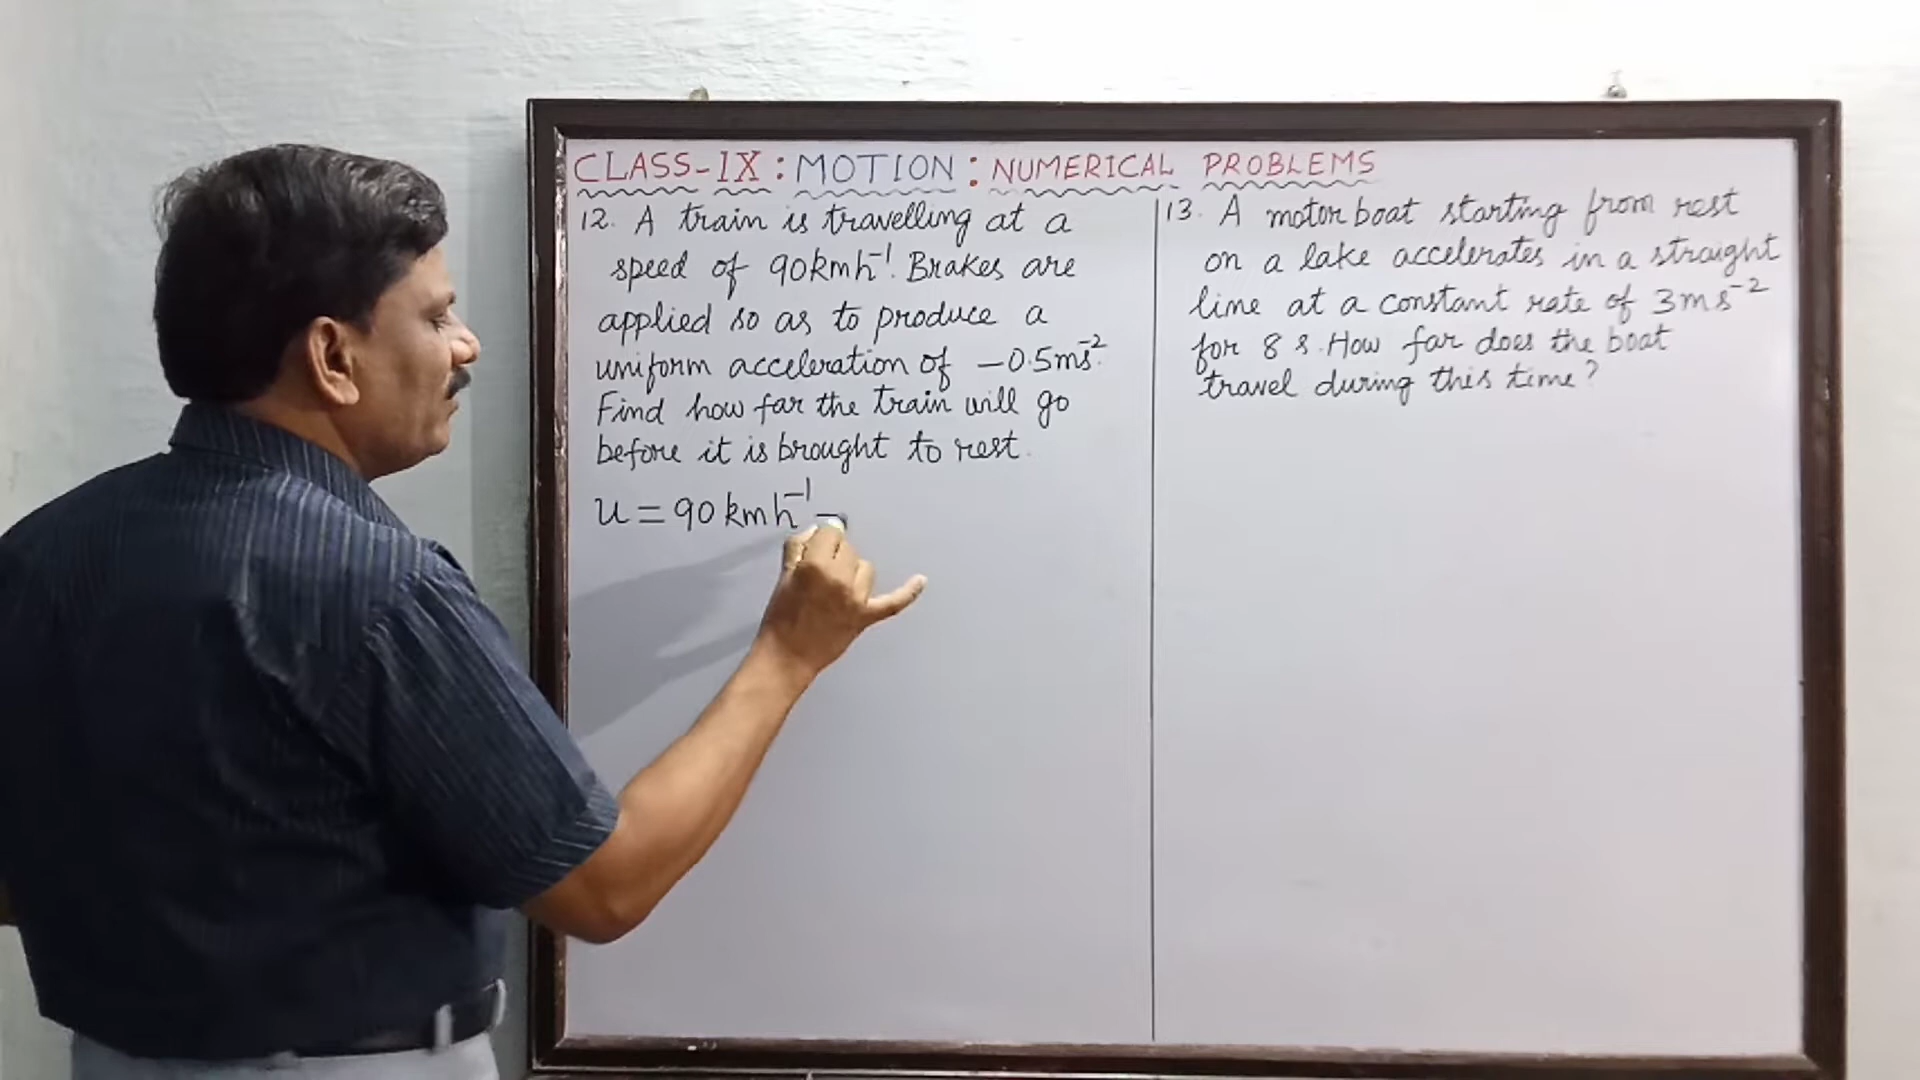 CLASS-IX : MOTION : NUMERICAL PROBLEMS
12. A train is travelling at a
speed of 90kmh⁻¹. Brakes are
applied so as to produce a
uniform acceleration of −0.5ms⁻².
Find how far the train will go
before it is brought to rest.
u = 90 kmh⁻¹
13. A motorboat starting from rest
on a lake accelerates in a straight
line at a constant rate of 3ms⁻²
for 8 s. How far does the boat
travel during this time?